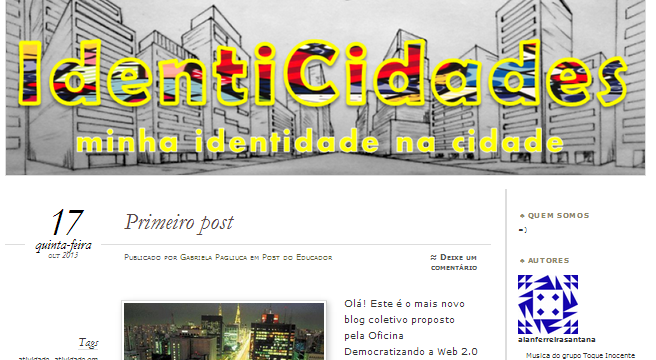 IdentiCidades
minha identidade na cidade
17
quinta-feira
out 2013
Primeiro post
Publicado por Gabriela Pagliuca em Post do Educador
≈ Deixe um
comentário
Tags
atividade, atividade em
Olá! Este é o mais novo
blog coletivo proposto
pela Oficina
Democratizando a Web 2.0
♣ QUEM SOMOS
=)
♣ AUTORES
alanferreirasantana
Musica do grupo Toque Inocente